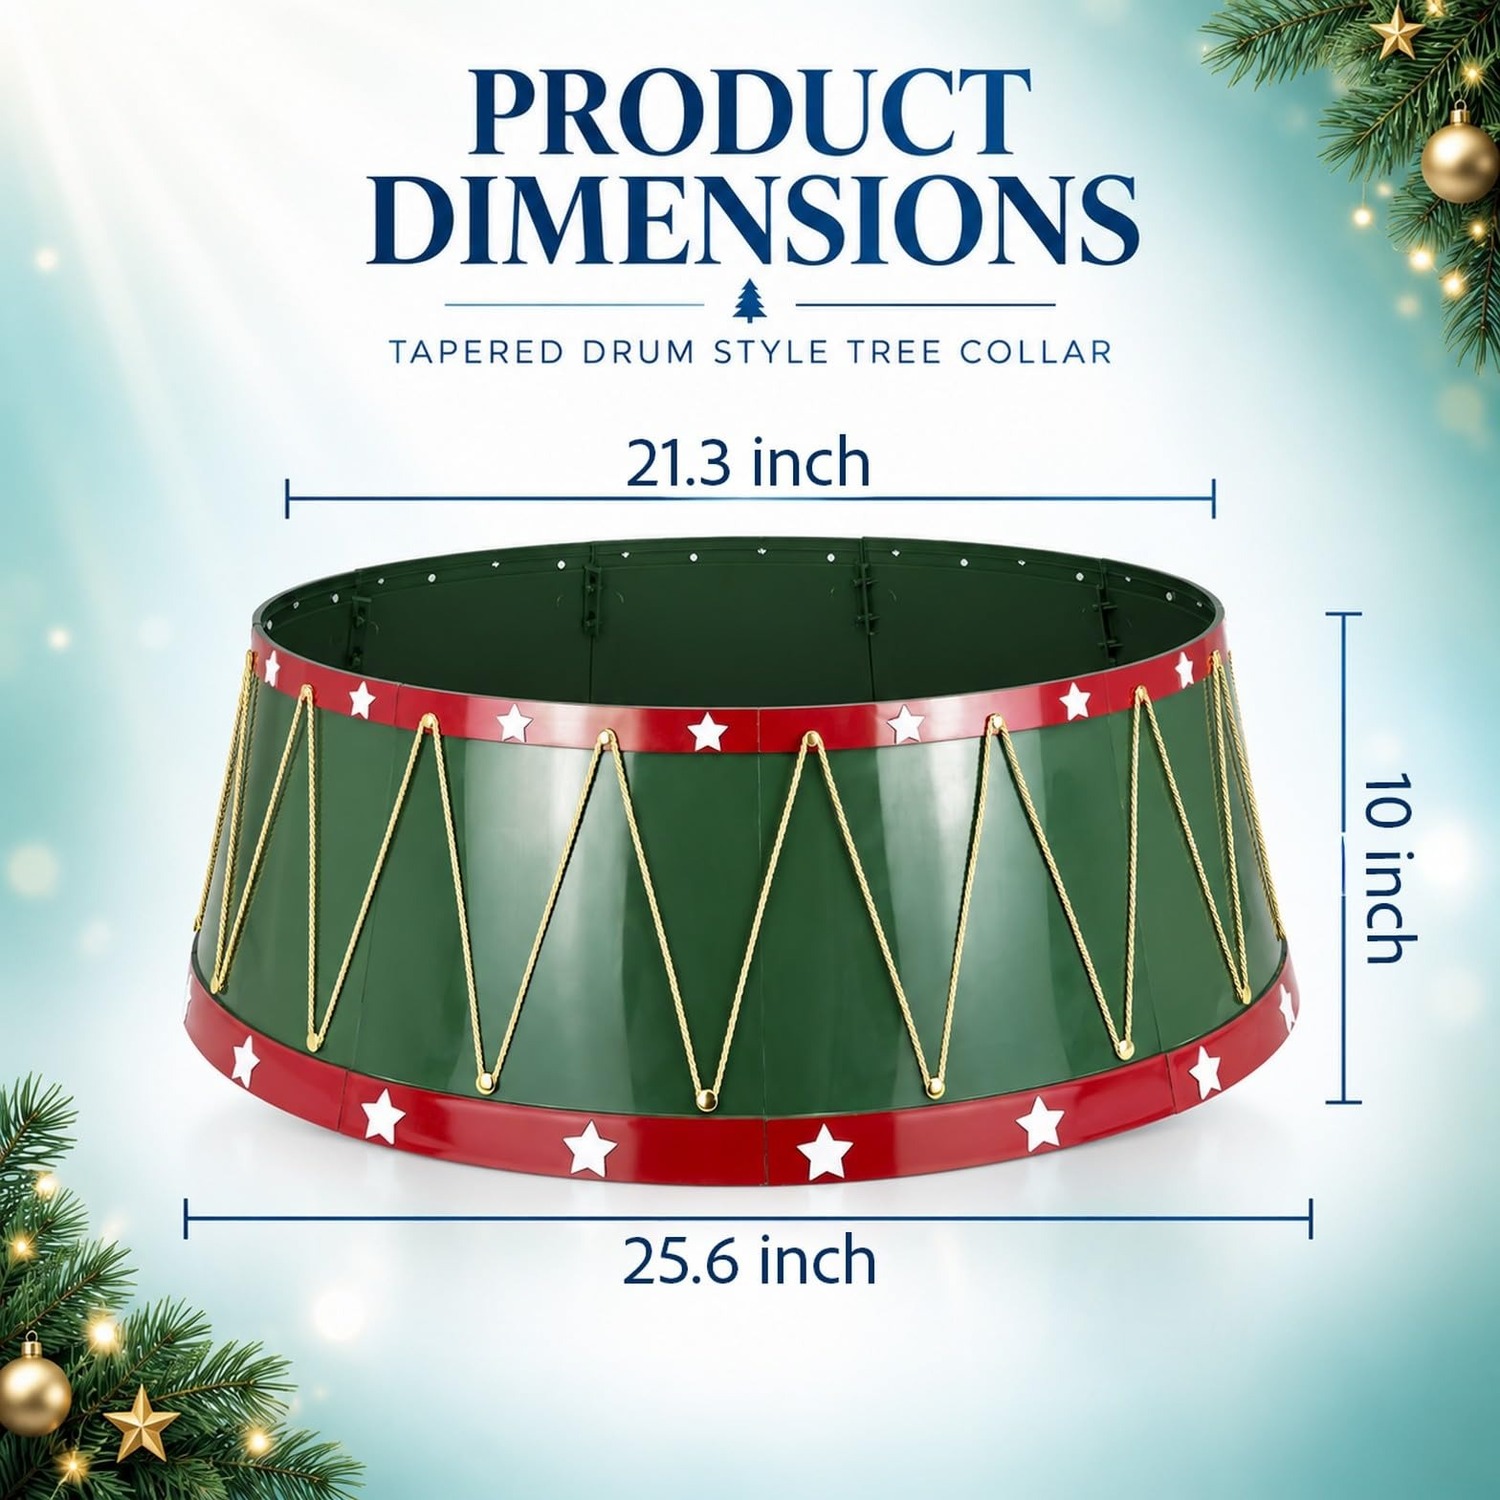 PRODUCT
DIMENSIONS
TAPERED DRUM STYLE TREE COLLAR
21.3 inch
10 inch
25.6 inch